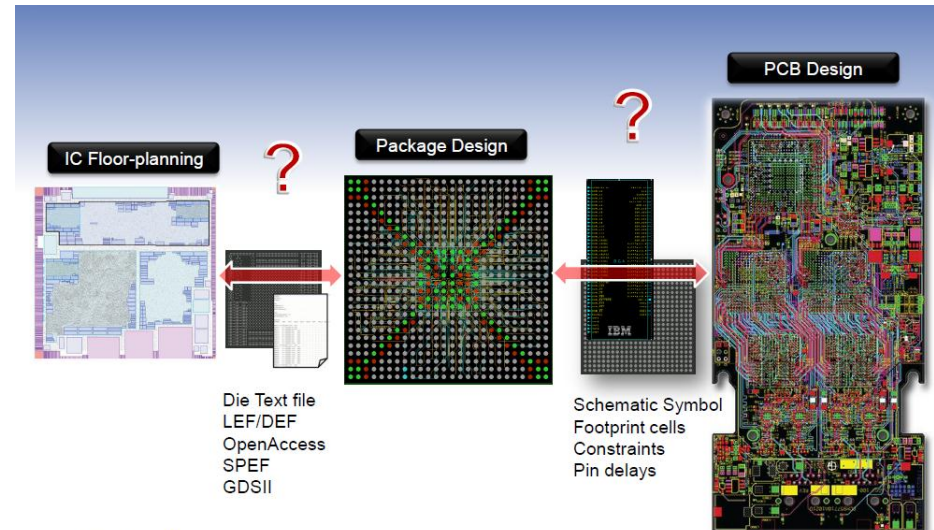 PCB Design
?
Package Design
?
IC Floor-planning
IBM
Die Text file
LEF/DEF
OpenAccess
SPEF
GDSII
Schematic Symbol
Footprint cells
Constraints
Pin delays